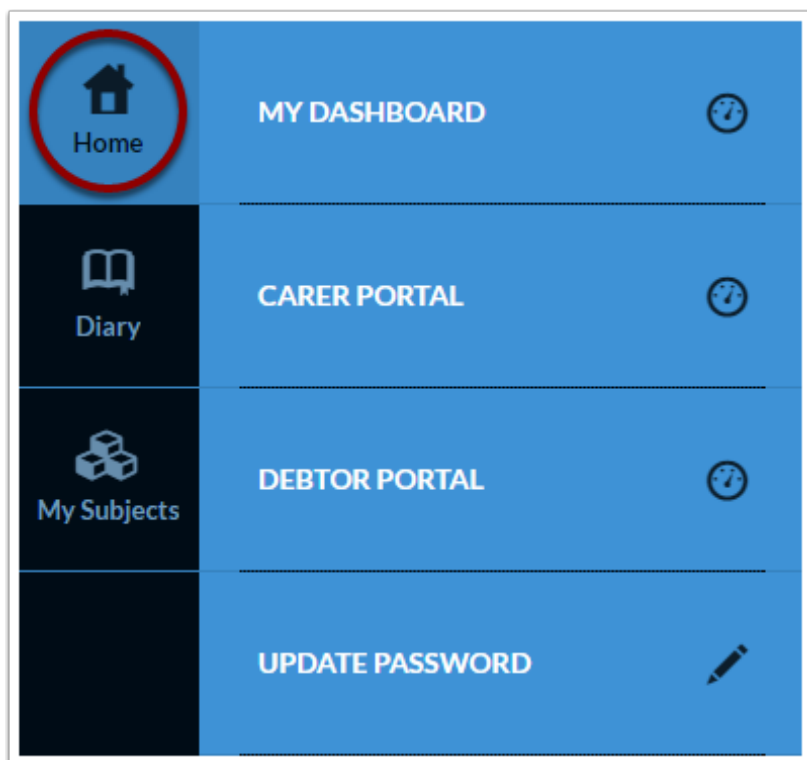 Home
MY DASHBOARD
Diary
CARER PORTAL
My Subjects
DEBTOR PORTAL
UPDATE PASSWORD